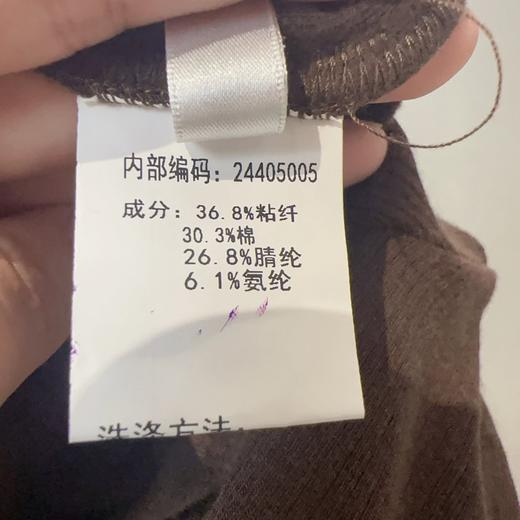 内部编码: 24405005
成分: 36.8%粘纤
30.3%棉
26.8%腈纶
6.1%氨纶
洗涤方法: